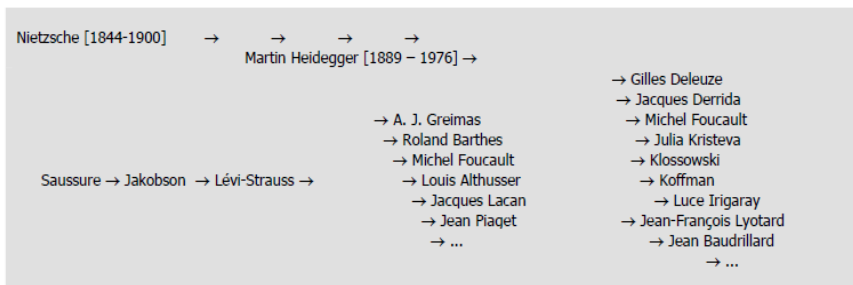 Nietzsche [1844-1900] → → → →
Martin Heidegger [1889 – 1976] →
→ Gilles Deleuze
→ Jacques Derrida
→ A. J. Greimas → Michel Foucault
→ Roland Barthes → Julia Kristeva
→ Michel Foucault → Klossowski
Saussure → Jakobson → Lévi-Strauss → → Louis Althusser → Koffman
→ Jacques Lacan → Luce Irigaray
→ Jean Piaget → Jean-François Lyotard
→ ... → Jean Baudrillard
→ ...